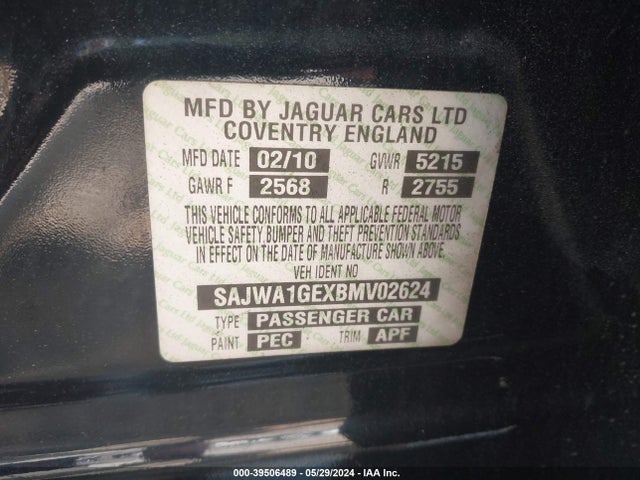 MFD BY JAGUAR CARS LTD
COVENTRY ENGLAND
MFD DATE 02/10 GVWR 5215
GAWR F 2568 R 2755
THIS VEHICLE CONFORMS TO ALL APPLICABLE FEDERAL MOTOR
VEHICLE SAFETY BUMPER AND THEFT PREVENTION STANDARDS
IN EFFECT ON THE DATE OF MANUFACTURE SHOWN ABOVE.
VEH IDENT NO
SAJWA1GEXBMV02624
TYPE PASSENGER CAR
PAINT PEC TRIM APF
000-39506489 - 05/29/2024 - IAA Inc.